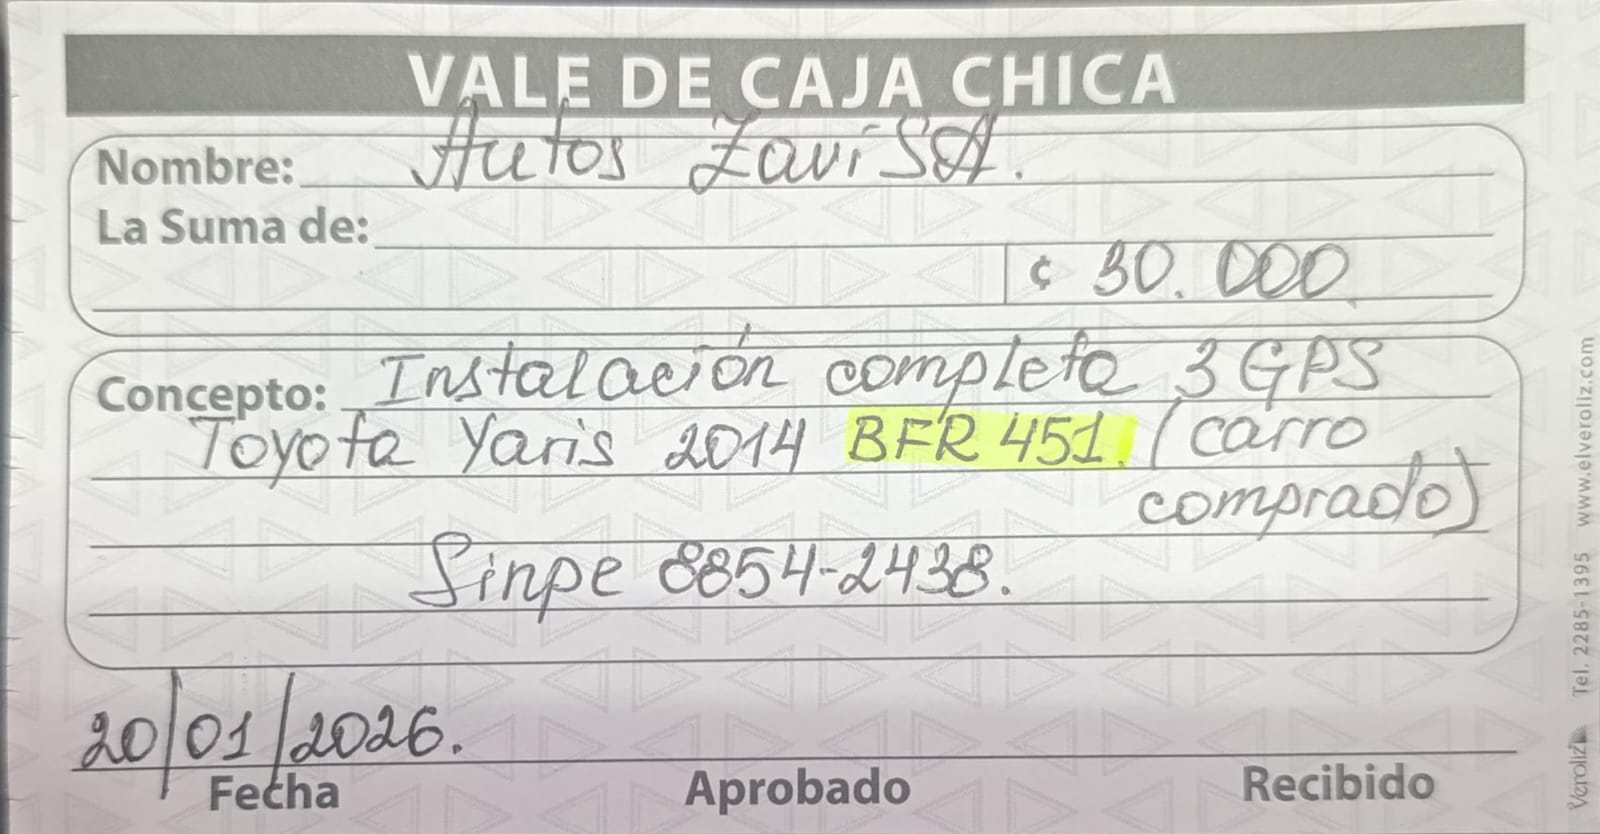 VALE DE CAJA CHICA
Nombre: Autos Zavi SA.
La Suma de:
¢ 30.000
Concepto: Instalación completa 3 GPS
Toyota Yaris 2014 BFR 451. (carro
comprado)
Sinpe 8854-2438.
20/01/2026.
Fecha Aprobado Recibido
Veroliz Tel. 2285-1395 www.elveroliz.com